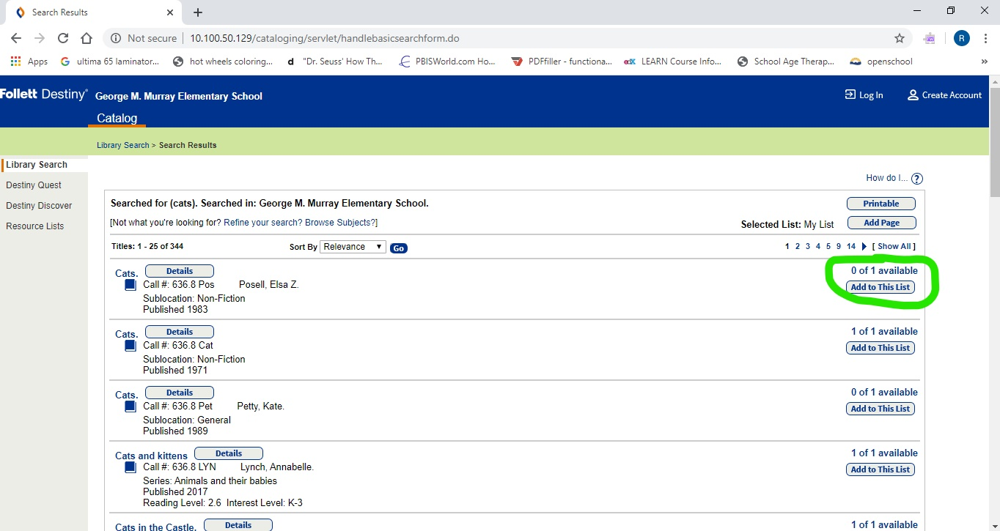 Search Results
Not secure | 10.100.50.129/cataloging/servlet/handlebasicsearchform.do R
Apps ultima 65 laminator... hot wheels coloring... d "Dr. Seuss' How Th... PBISWorld.com Ho... PDFfiller - functiona... edX LEARN Course Info... School Age Therap... openschool »
Follett Destiny® George M. Murray Elementary School Log In Create Account
Catalog
Library Search > Search Results
Library Search
Destiny Quest
Destiny Discover
Resource Lists
How do I... ?
Searched for (cats). Searched in: George M. Murray Elementary School. Printable
[Not what you're looking for? Refine your search? Browse Subjects?] Selected List: My List Add Page
Titles: 1 - 25 of 344 Sort By Relevance Go 1 2 3 4 5 9 14 [ Show All ]
Cats. Details 0 of 1 available
Call #: 636.8 Pos Posell, Elsa Z. Add to This List
Sublocation: Non-Fiction
Published 1983
Cats. Details 1 of 1 available
Call #: 636.8 Cat Add to This List
Sublocation: Non-Fiction
Published 1971
Cats. Details 0 of 1 available
Call #: 636.8 Pet Petty, Kate. Add to This List
Sublocation: General
Published 1989
Cats and kittens Details 1 of 1 available
Call #: 636.8 LYN Lynch, Annabelle. Add to This List
Series: Animals and their babies
Published 2017
Reading Level: 2.6 Interest Level: K-3
Cats in the Castle. Details 1 of 1 available